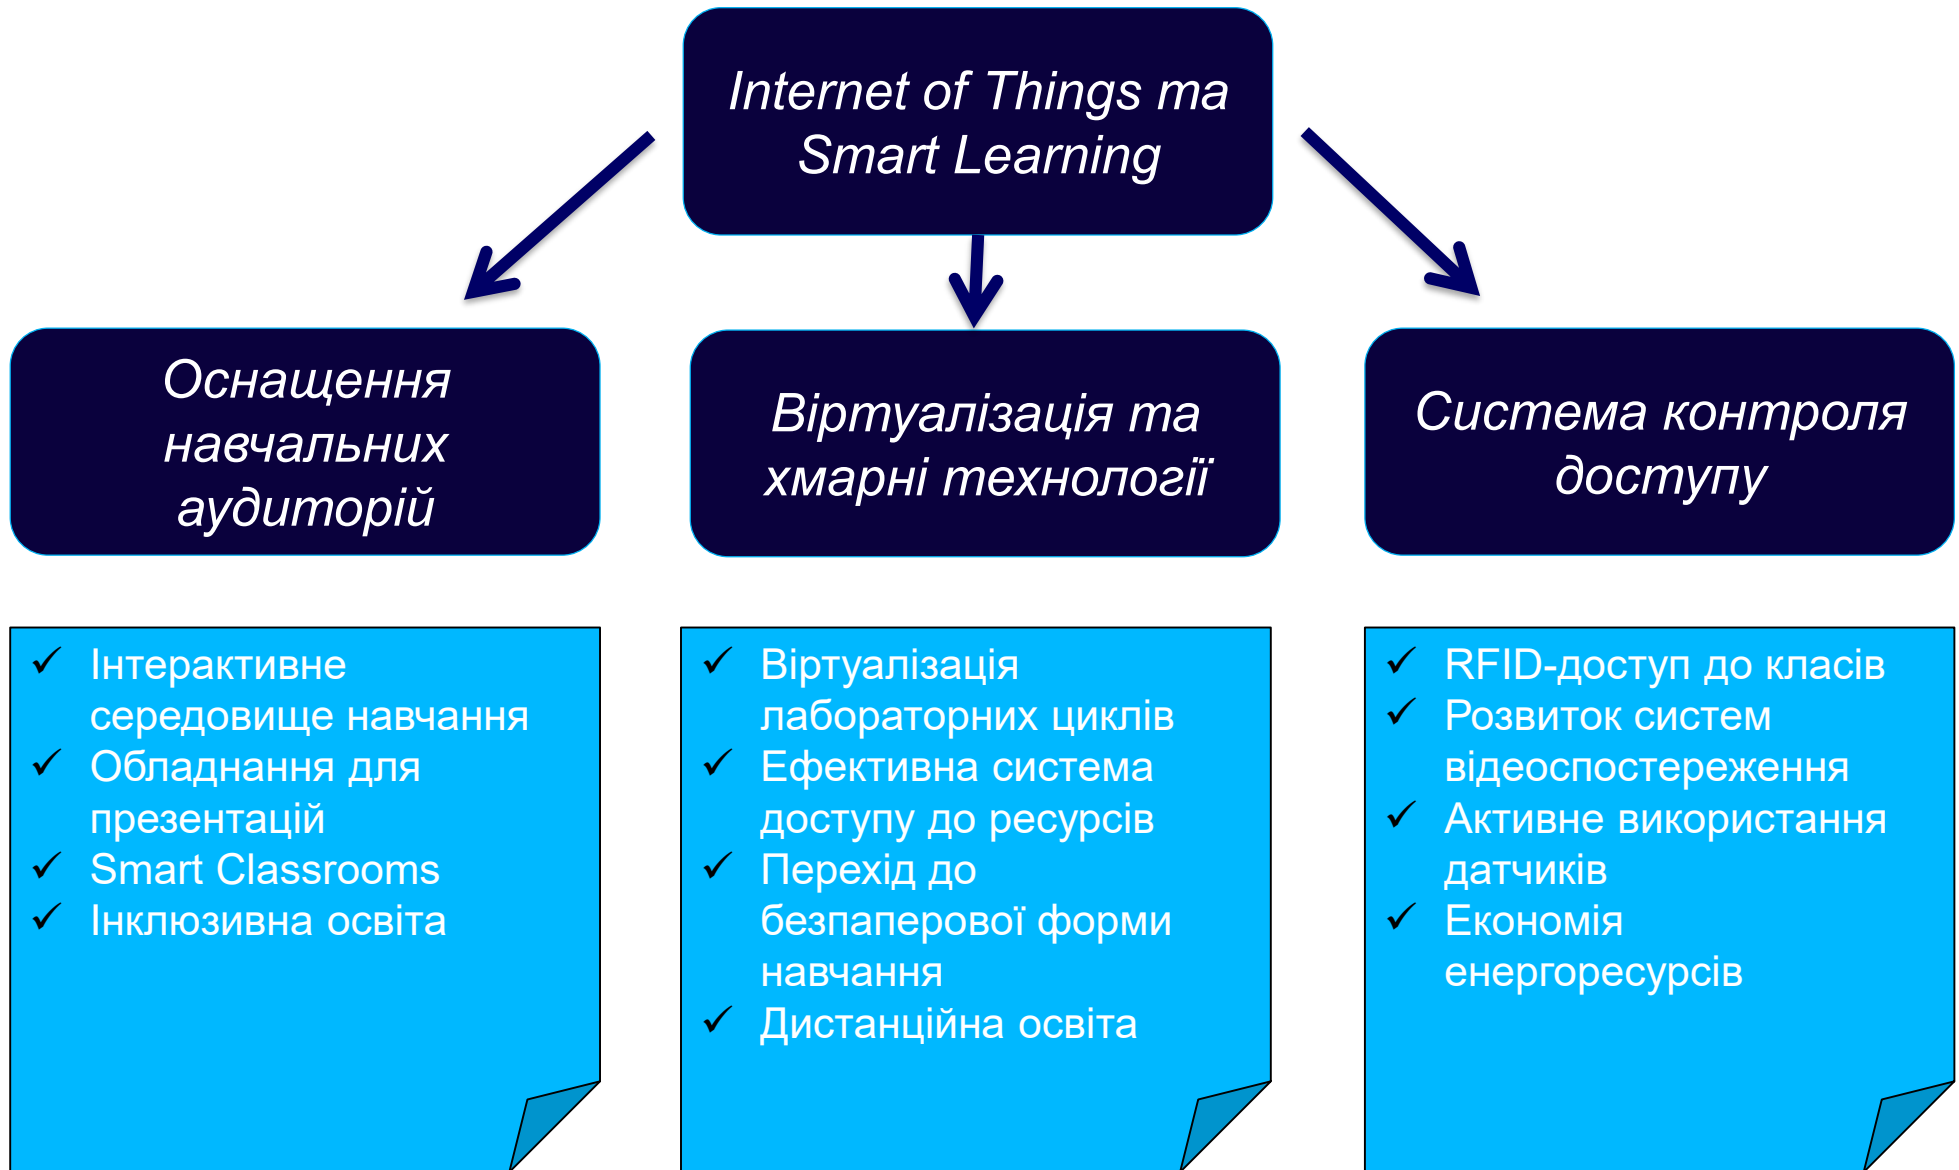 Internet of Things та
Smart Learning
Оснащення
навчальних
аудиторій
Віртуалізація та
хмарні технології
Система контроля
доступу
Інтерактивне
середовище навчання
Обладнання для
презентацій
Smart Classrooms
Інклюзивна освіта
Віртуалізація
лабораторних циклів
Ефективна система
доступу до ресурсів
Перехід до
безпаперової форми
навчання
Дистанційна освіта
RFID-доступ до класів
Розвиток систем
відеоспостереження
Активне використання
датчиків
Економія
енергоресурсів